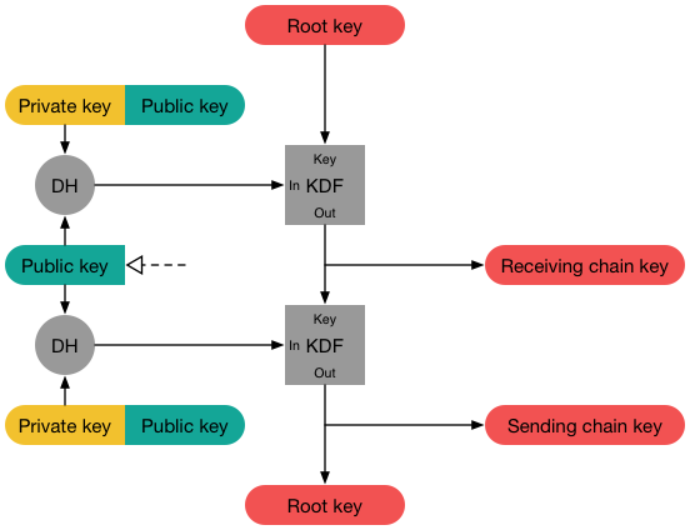 Root key
Private key Public key
Key
DH
In KDF
Out
Public key
Receiving chain key
Key
DH
In KDF
Out
Private key Public key
Sending chain key
Root key